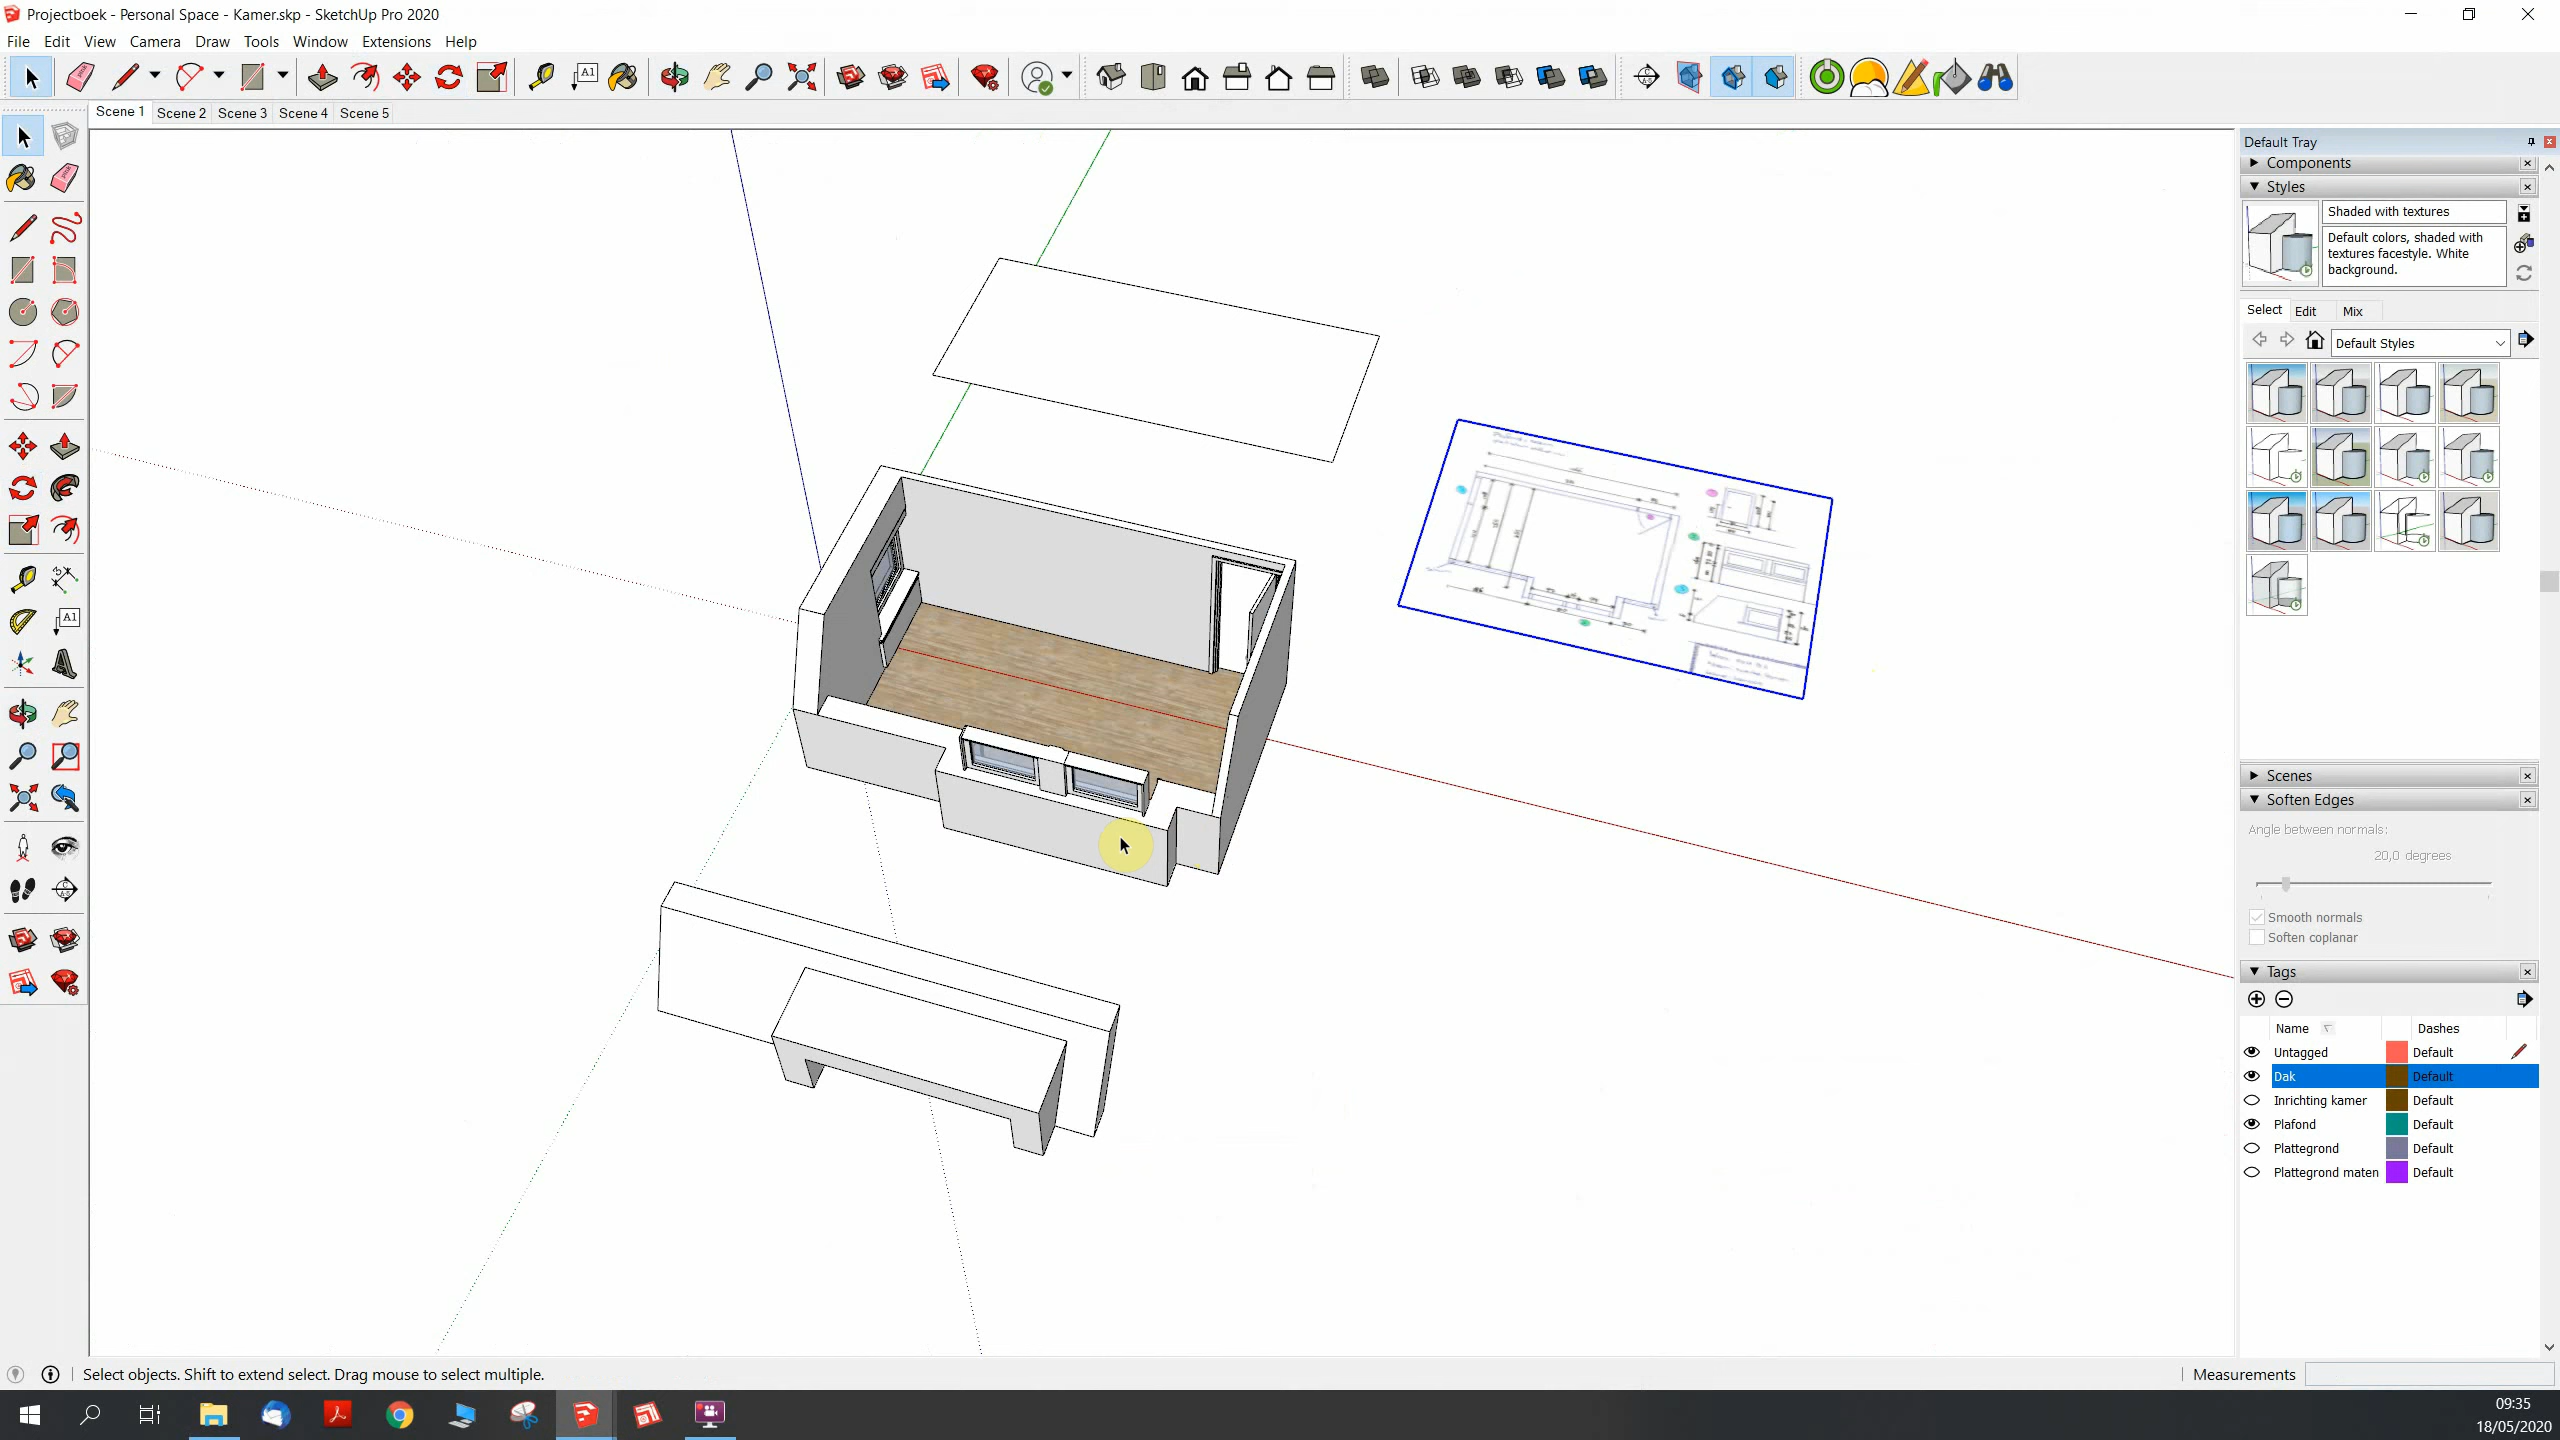 Projectboek - Personal Space - Kamer.skp - SketchUp Pro 2020
File Edit View Camera Draw Tools Window Extensions Help
Scene 1 Scene 2 Scene 3 Scene 4 Scene 5
Default Tray
Components
Styles
Shaded with textures
Default colors, shaded with
textures facestyle. White
background.
Select Edit Mix
Default Styles
Scenes
Soften Edges
Angle between normals:
20,0 degrees
Smooth normals
Soften coplanar
Tags
Name Dashes
Untagged Default
Dak Default
Inrichting kamer Default
Plafond Default
Plattegrond Default
Plattegrond maten Default
Select objects. Shift to extend select. Drag mouse to select multiple.
Measurements
09:35
18/05/2020